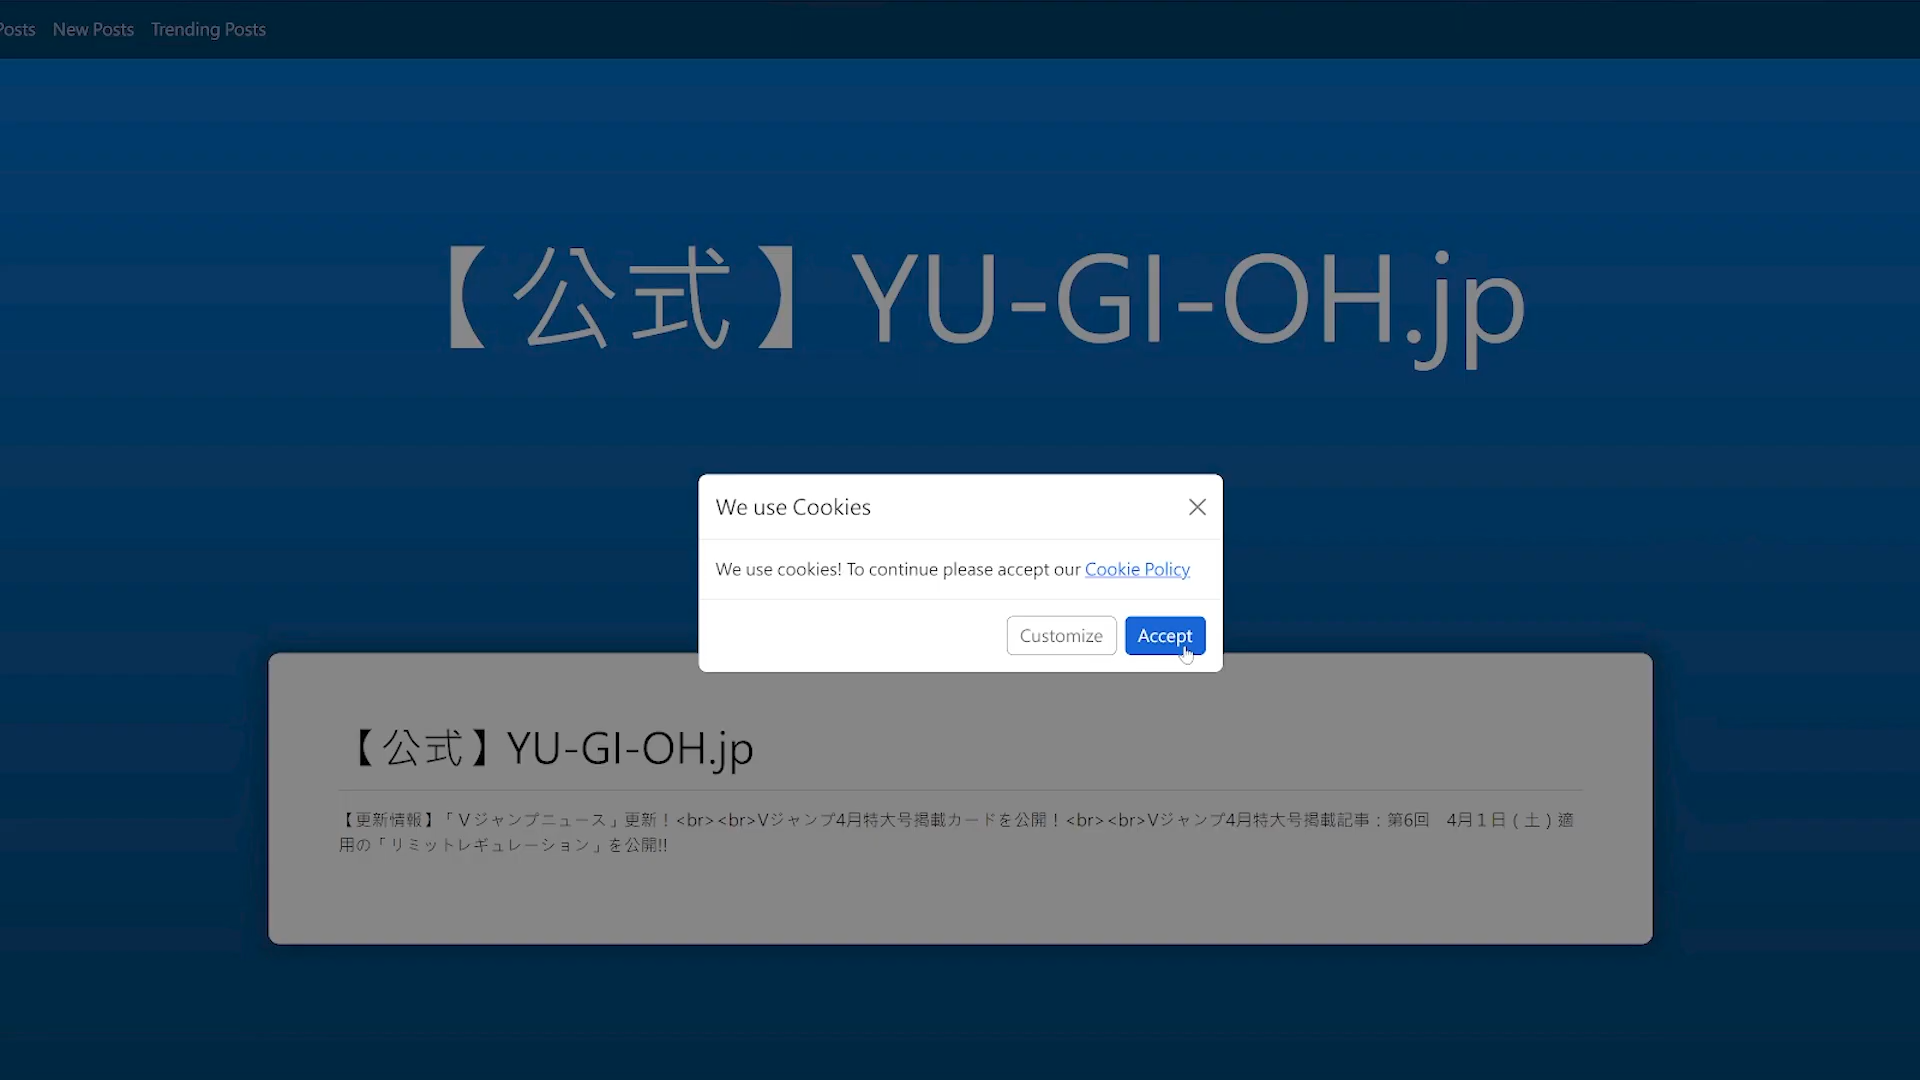 Posts New Posts Trending Posts
【公式】YU-GI-OH.jp
We use Cookies
We use cookies! To continue please accept our Cookie Policy
Customize Accept
【公式】YU-GI-OH.jp
【更新情報】「Ｖジャンプニュース」更新！<br><br>Vジャンプ4月特大号掲載カードを公開！<br><br>Vジャンプ4月特大号掲載記事：第6回　4月１日（土）適
用の「リミットレギュレーション」を公開!!